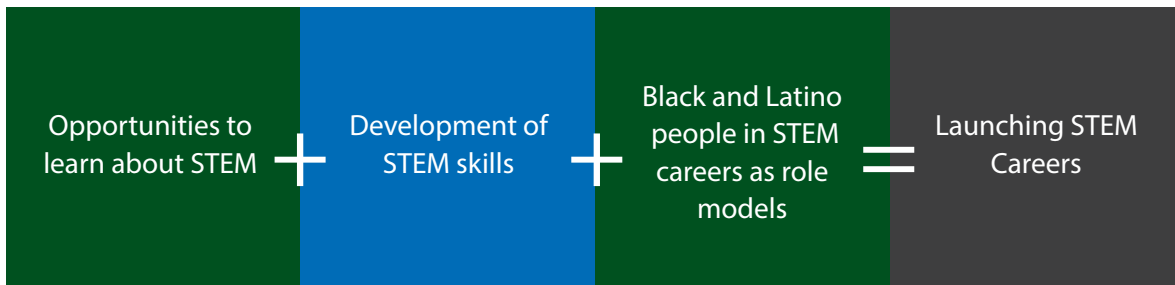 Opportunities to
learn about STEM
+
Development of
STEM skills
+
Black and Latino
people in STEM
careers as role
models
=
Launching STEM
Careers